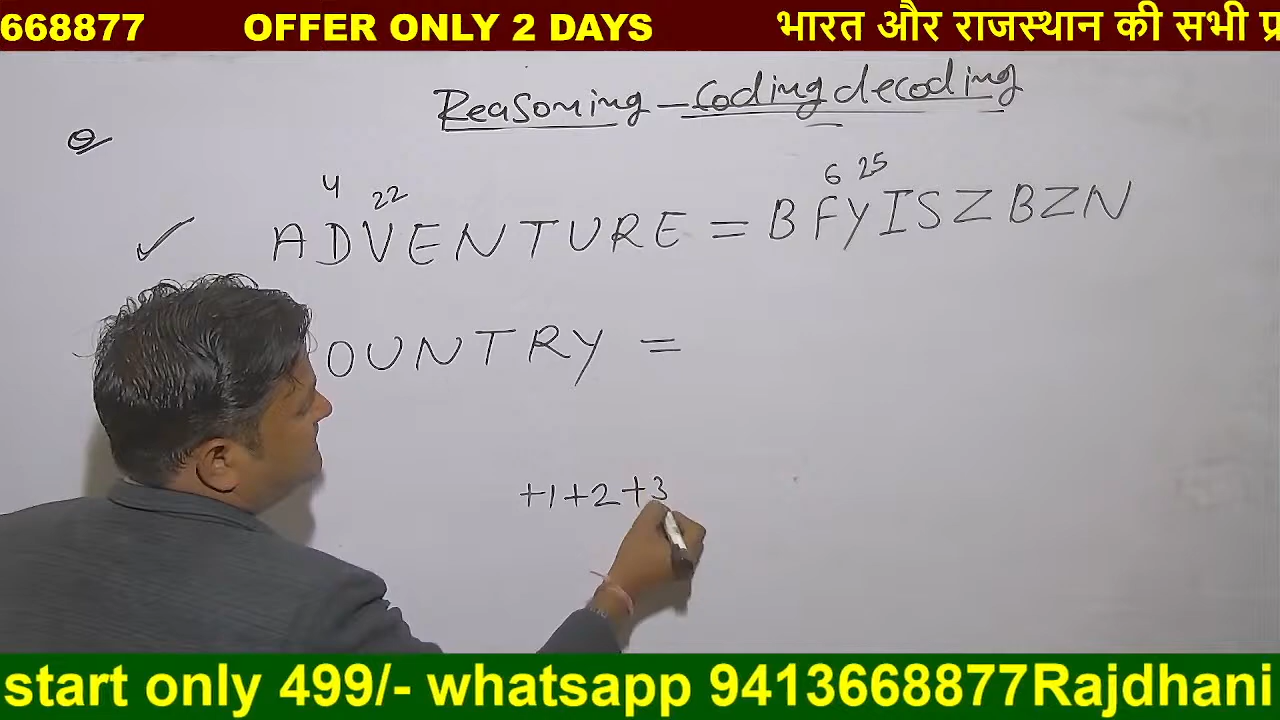 668877 OFFER ONLY 2 DAYS भारत और राजस्थान की सभी
Reasoning - Coding decoding
Q
4 22 6 25
ADVENTURE = BFYISZBZN
OUNTRY =
+1 +2 +3
start only 499/- whatsapp 9413668877Rajdhani